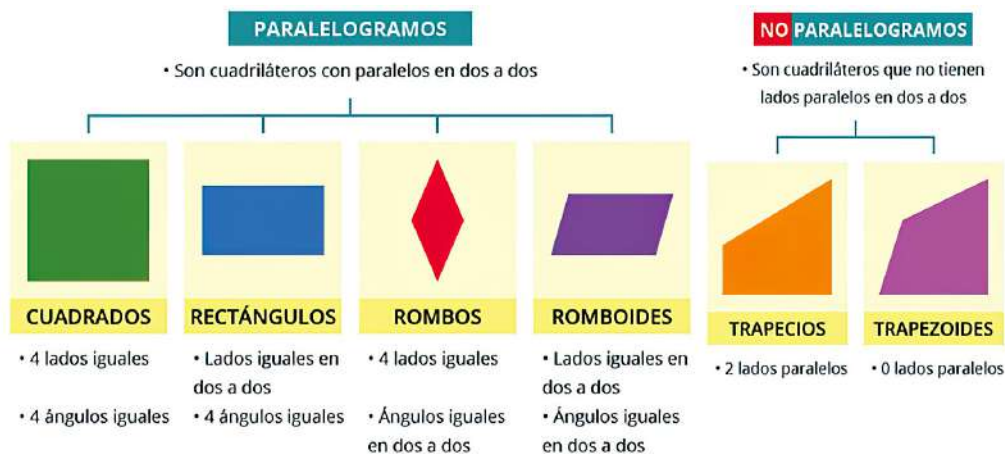 PARALELOGRAMOS
• Son cuadriláteros con paralelos en dos a dos
CUADRADOS
• 4 lados iguales
• 4 ángulos iguales
RECTÁNGULOS
• Lados iguales en
dos a dos
• 4 ángulos iguales
ROMBOS
• 4 lados iguales
• Ángulos iguales
en dos a dos
ROMBOIDES
• Lados iguales en
dos a dos
• Ángulos iguales
en dos a dos
NO PARALELOGRAMOS
• Son cuadriláteros que no tienen
lados paralelos en dos a dos
TRAPECIOS
• 2 lados paralelos
TRAPEZOIDES
• 0 lados paralelos